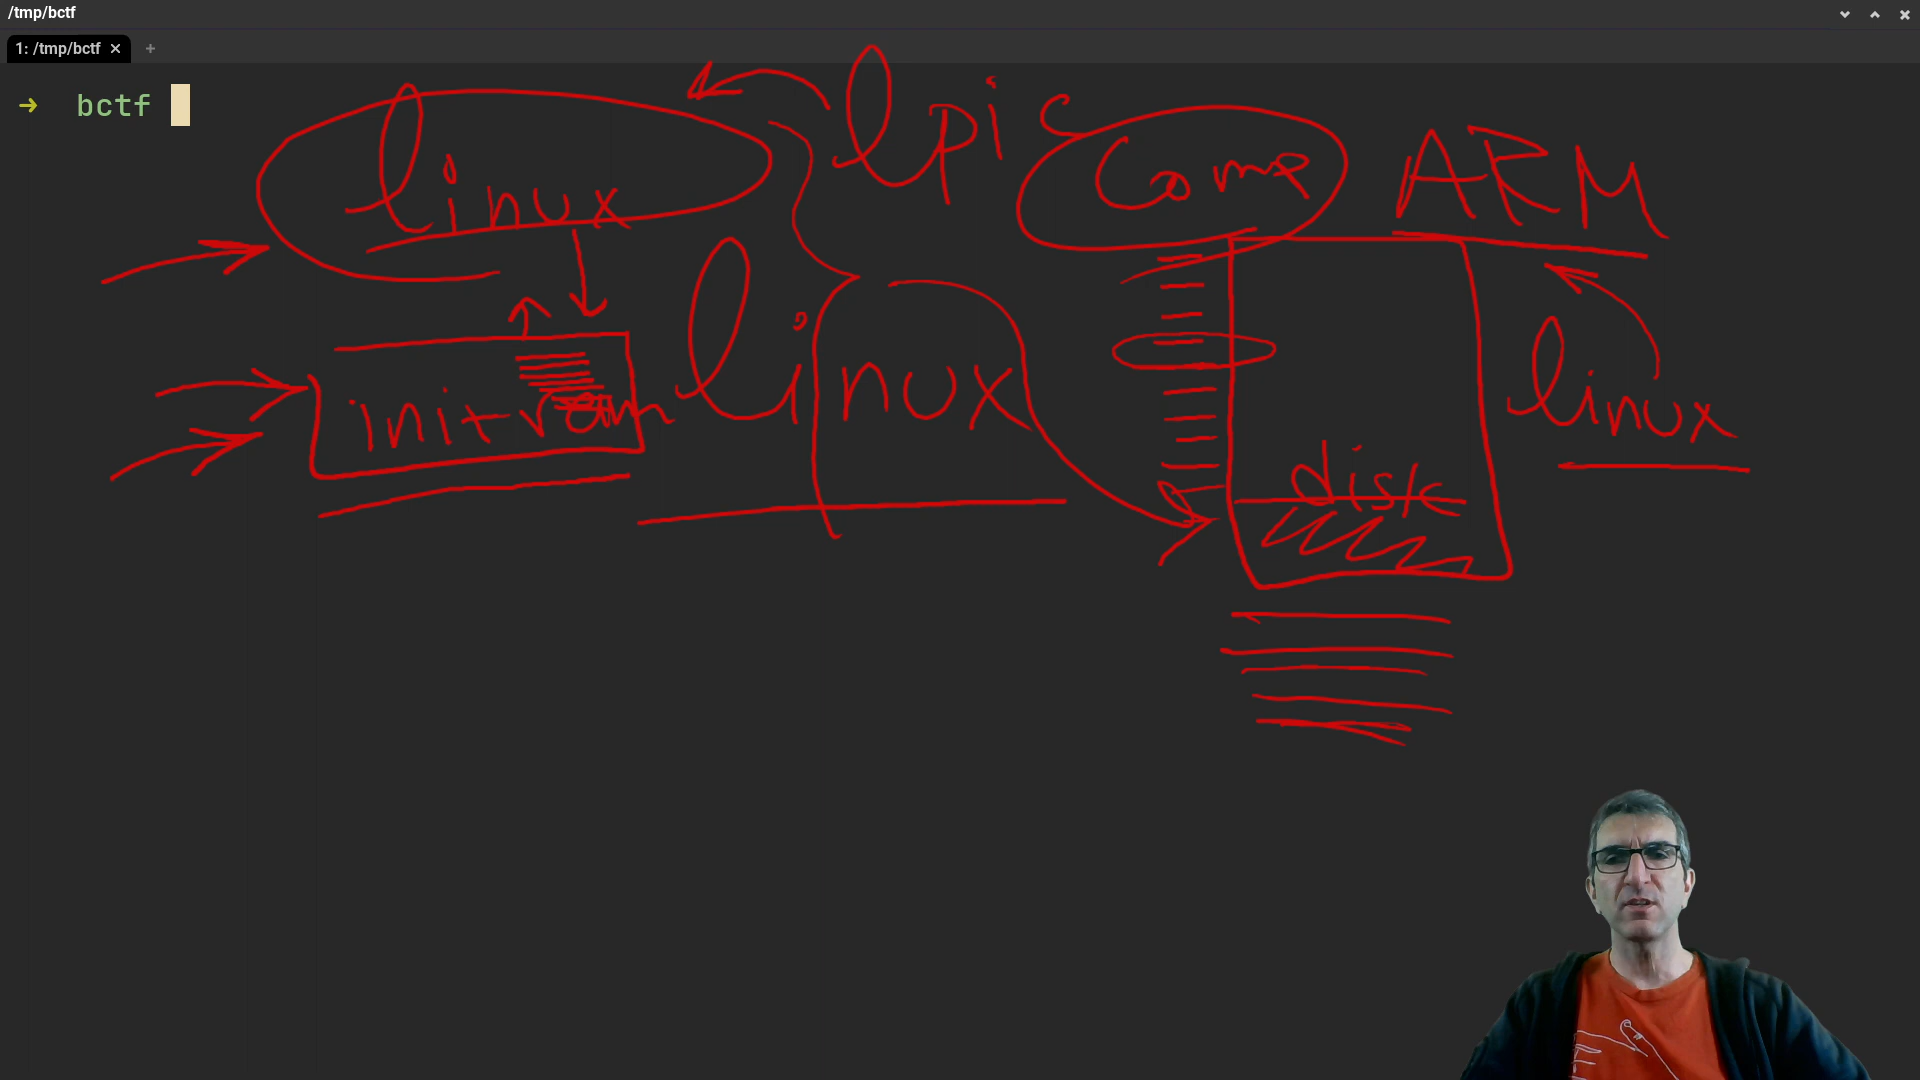 /tmp/bctf
1: /tmp/bctf
bctf
lpic
linux
Comp
ARM
linux
initram
linux
disk